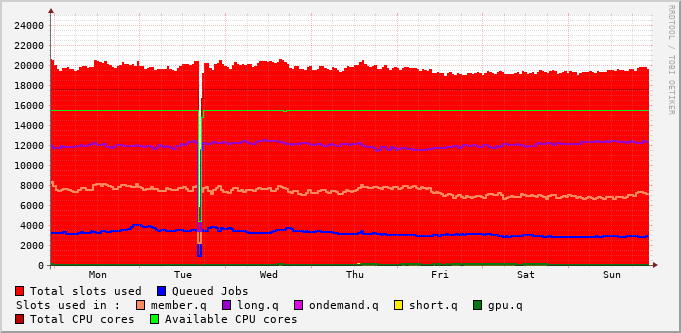 RRDTOOL / TOBI OETIKER
24000
22000
20000
18000
16000
14000
12000
10000
8000
6000
4000
2000
0
Mon Tue Wed Thu Fri Sat Sun
Total slots used Queued Jobs
Slots used in : member.q long.q ondemand.q short.q gpu.q
Total CPU cores Available CPU cores